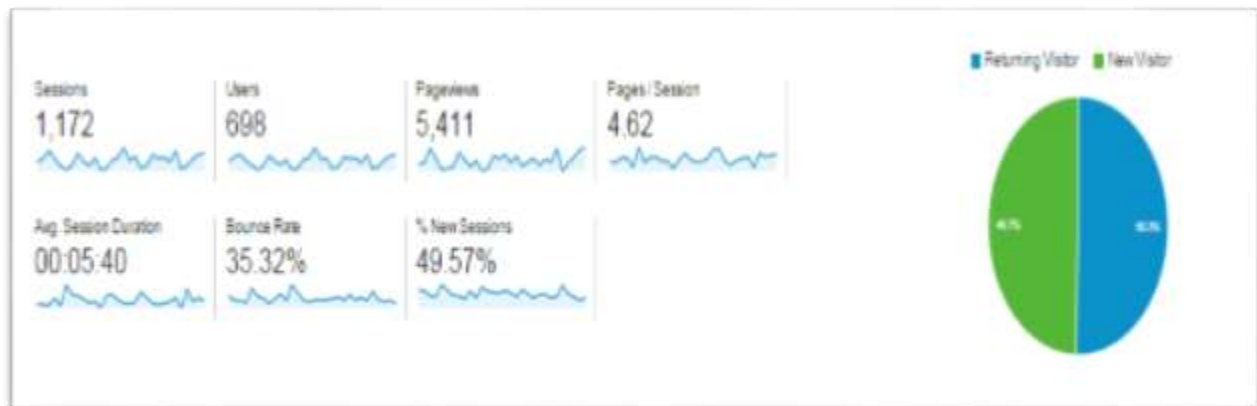 Returning Visitor New Visitor
Sessions Users Pageviews Pages / Session
1,172 698 5,411 4.62
Avg. Session Duration Bounce Rate % New Sessions
00:05:40 35.32% 49.57%